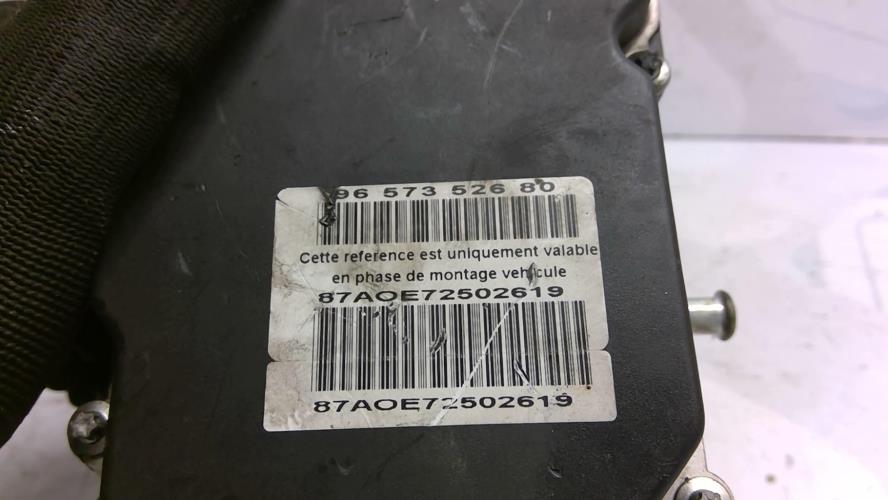 96 573 526 80
Cette reference est uniquement valable
en phase de montage vehicule
87AOE72502619
87AOE72502619